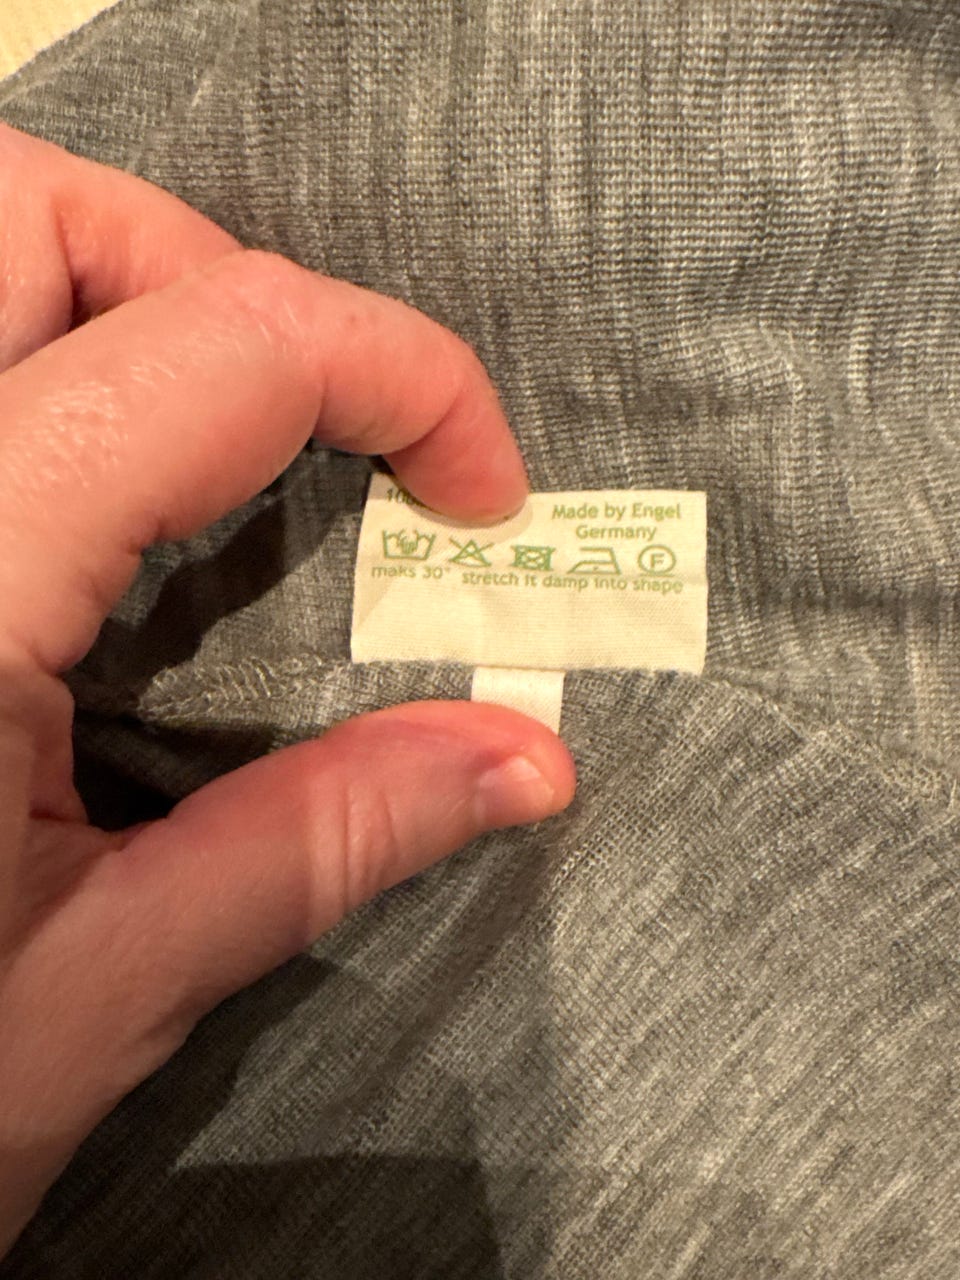 Made by Engel
Germany
F
maks 30° stretch it damp into shape